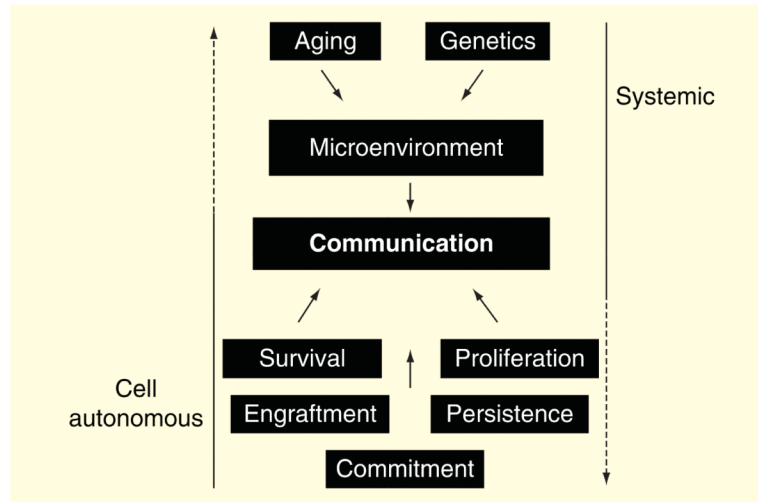 Aging
Genetics
Systemic
Microenvironment
Communication
Survival
Proliferation
Cell
autonomous
Engraftment
Persistence
Commitment